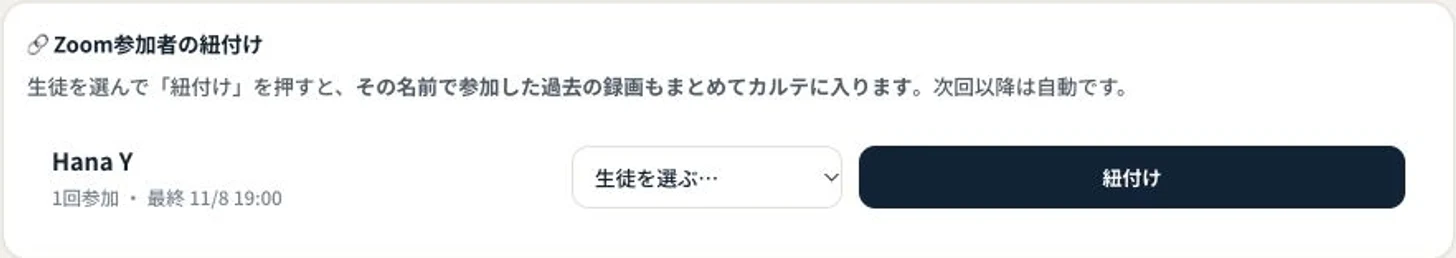 🔗 Zoom参加者の紐付け
生徒を選んで「紐付け」を押すと、その名前で参加した過去の録画もまとめてカルテに入ります。次回以降は自動です。
Hana Y
1回参加 ・ 最終 11/8 19:00
生徒を選ぶ…
紐付け